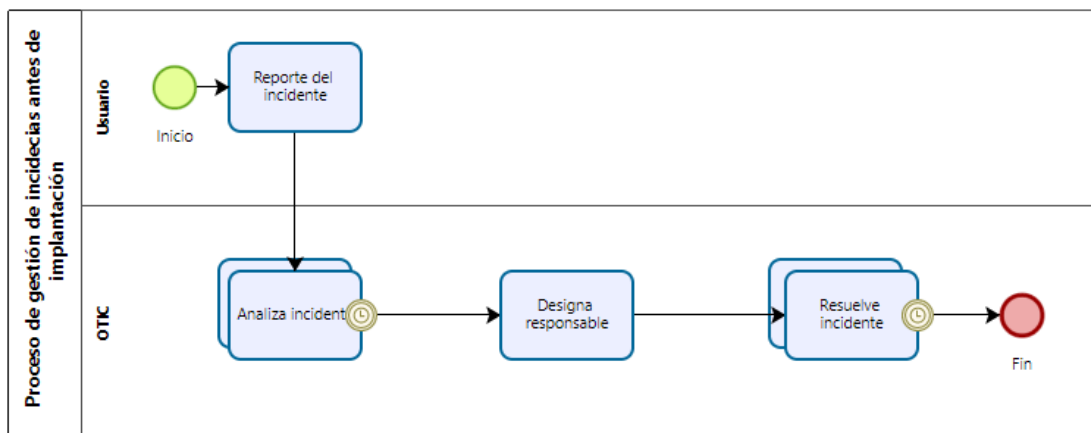 Proceso de gestión de incidecias antes de
implantación
Usuario
Inicio
Reporte del
incidente
OTIC
Analiza incident
Designa
responsable
Resuelve
incidente
Fin